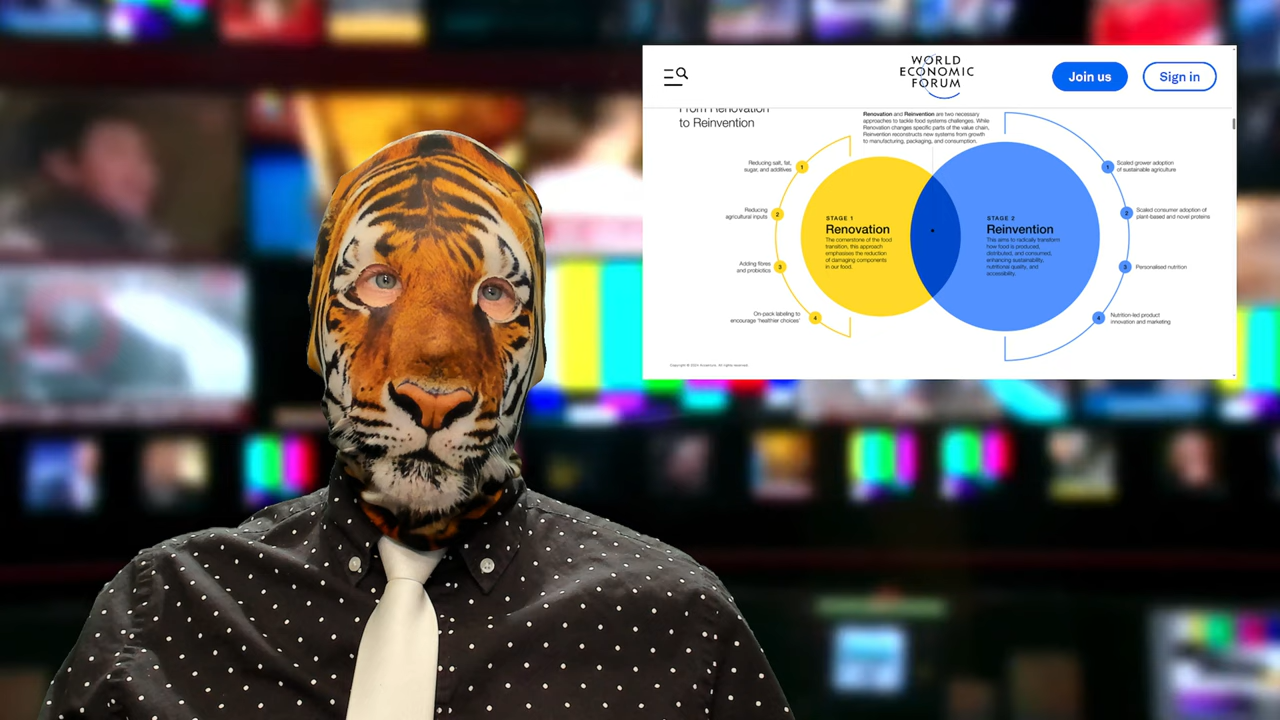 WORLD
ECONOMIC
FORUM
Join us
Sign in
From Renovation
to Reinvention
Renovation and Reinvention are two necessary
approaches to tackle food systems challenges. While
Renovation changes specific parts of the value chain,
Reinvention reconstructs new systems from growth
to manufacturing, packaging, and consumption.
Reducing salt, fat,
sugar, and additives
1
Reducing
agricultural inputs
2
Adding fibres
and probiotics
3
On-pack labeling to
encourage 'healthier choices'
4
STAGE 1
Renovation
The cornerstone of the food
transition, this approach
emphasises the reduction
of damaging components
in our food.
STAGE 2
Reinvention
This aims to radically transform
how food is produced,
distributed, and consumed,
enhancing sustainability,
nutritional quality, and
accessibility.
1
Scaled grower adoption
of sustainable agriculture
2
Scaled consumer adoption of
plant-based and novel proteins
3
Personalised nutrition
4
Nutrition-led product
innovation and marketing